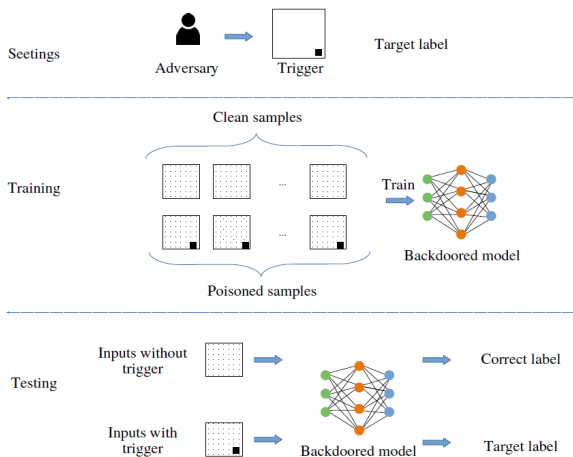 Seetings
Adversary
Trigger
Target label
Clean samples
Training
...
...
Train
Backdoored model
Poisoned samples
Testing
Inputs without
trigger
Correct label
Inputs with
trigger
Backdoored model
Target label